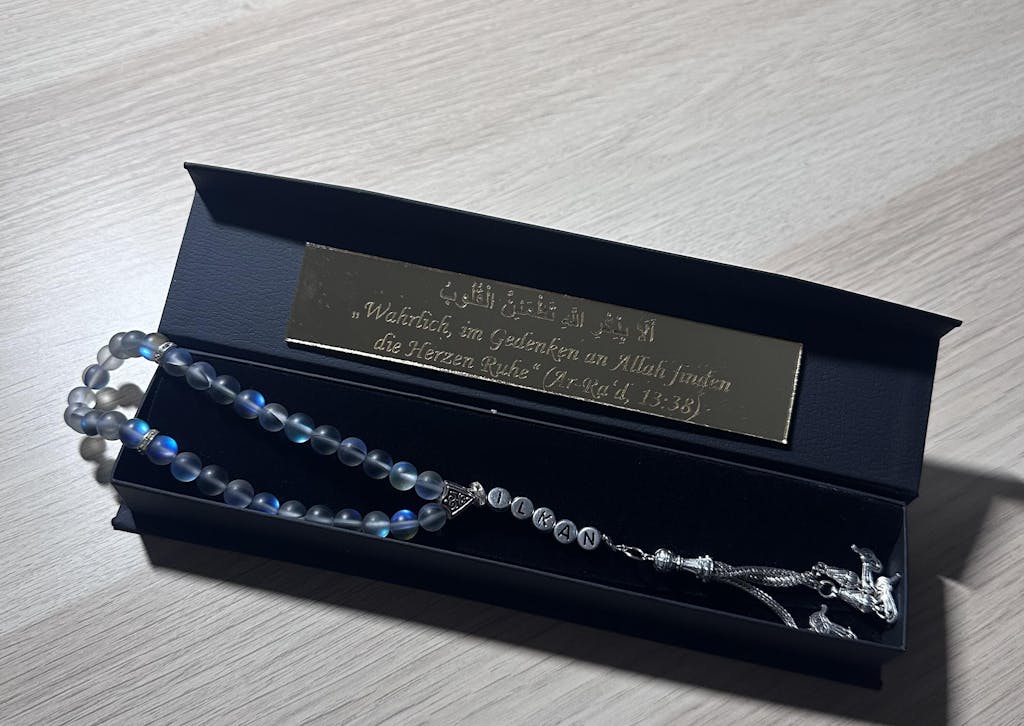 أَلَا بِذِكْرِ اللَّهِ تَطْمَئِنُّ الْقُلُوبُ
„Wahrlich, im Gedenken an Allah finden
die Herzen Ruhe“ (Ar-Ra'd, 13:38)
ILKAN